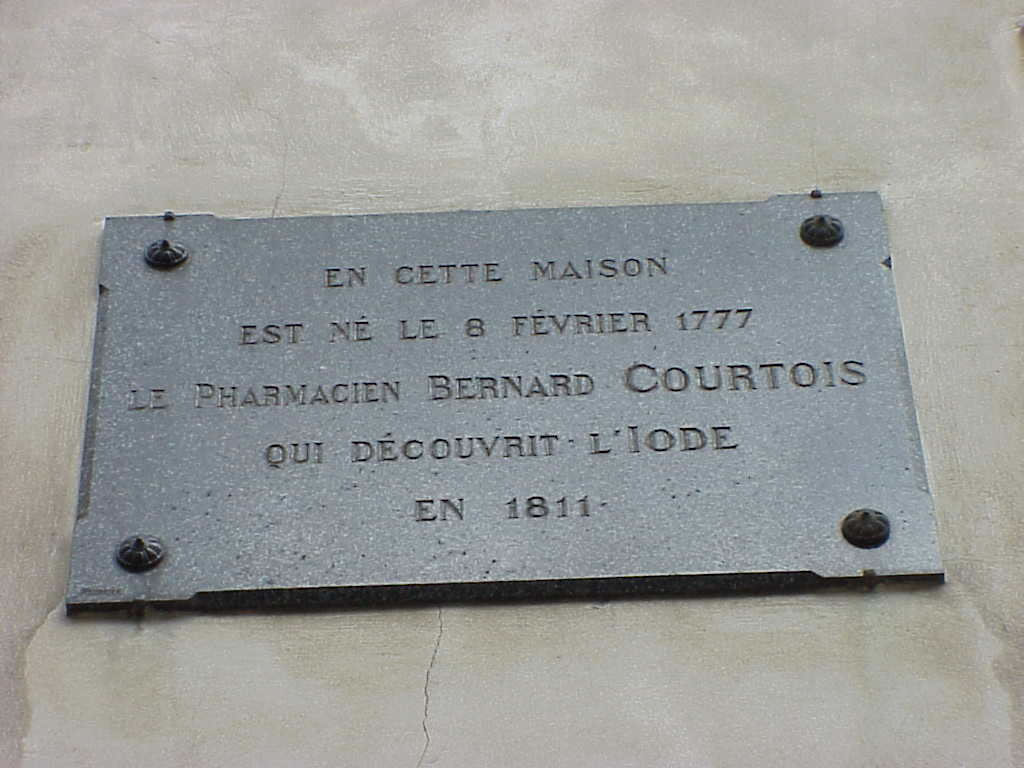 EN CETTE MAISON
EST NÉ LE 8 FÉVRIER 1777
LE PHARMACIEN BERNARD COURTOIS
QUI DÉCOUVRIT L'IODE
EN 1811